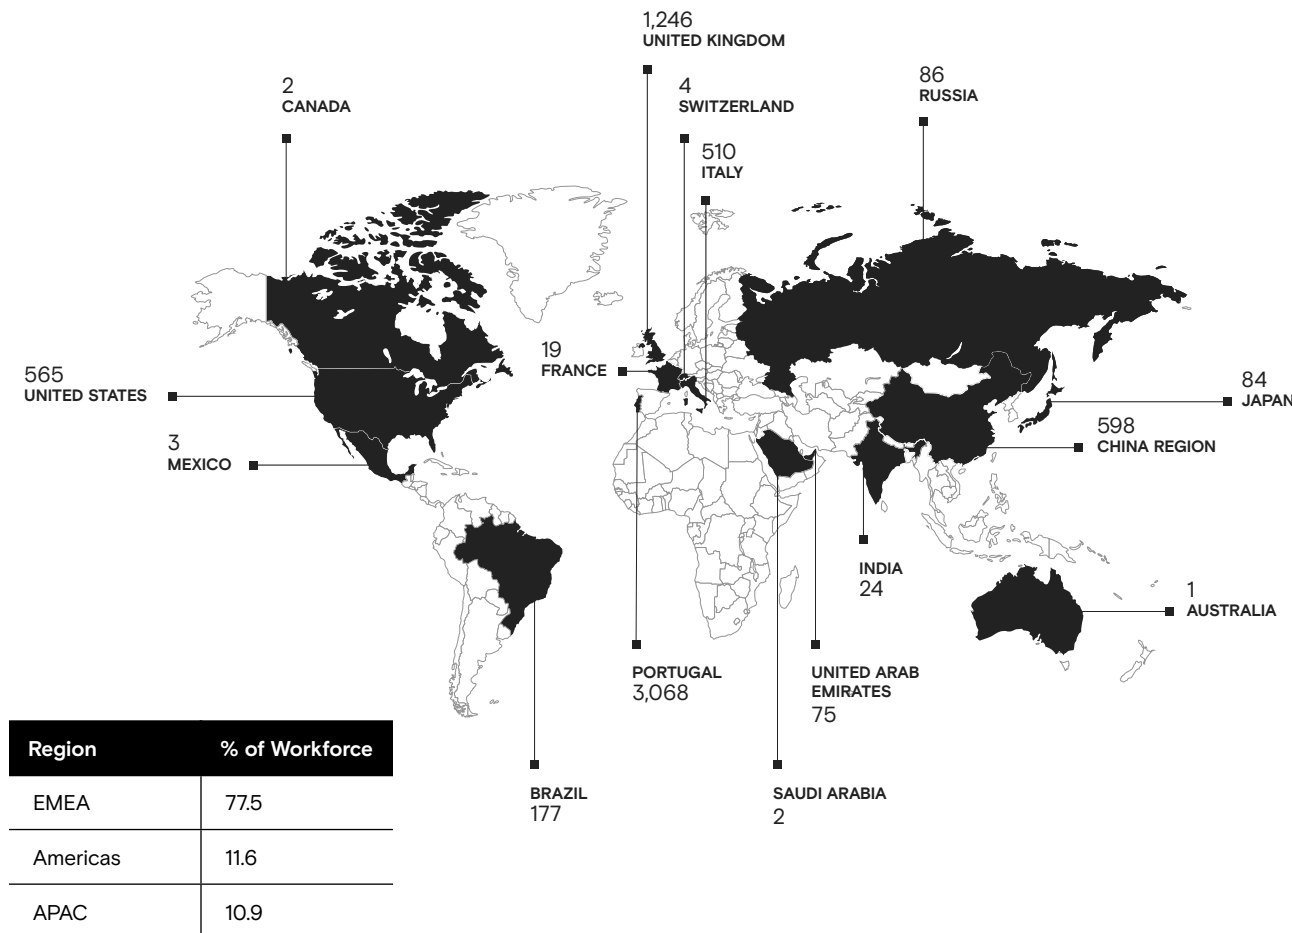 1,246
UNITED KINGDOM
2
CANADA
4
SWITZERLAND
86
RUSSIA
510
ITALY
19
FRANCE
565
UNITED STATES
84
JAPAN
3
MEXICO
598
CHINA REGION
INDIA
24
1
AUSTRALIA
PORTUGAL
3,068
UNITED ARAB
EMIRATES
75
BRAZIL
177
SAUDI ARABIA
2
Region % of Workforce
EMEA 77.5
Americas 11.6
APAC 10.9